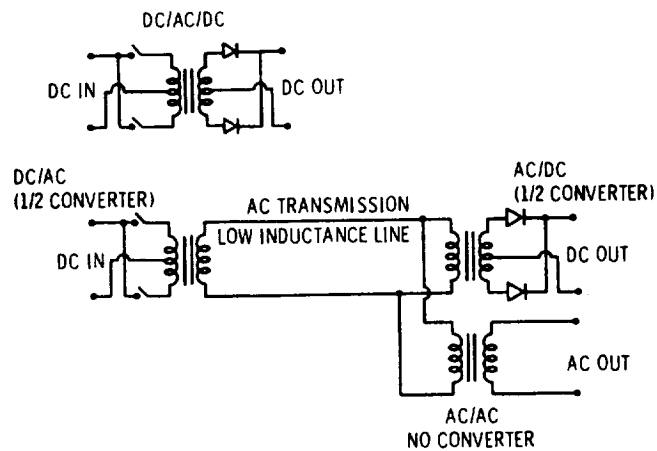 DC/AC/DC
DC IN
DC OUT
DC/AC
(1/2 CONVERTER)
AC/DC
(1/2 CONVERTER)
AC TRANSMISSION
LOW INDUCTANCE LINE
DC IN
DC OUT
AC OUT
AC/AC
NO CONVERTER